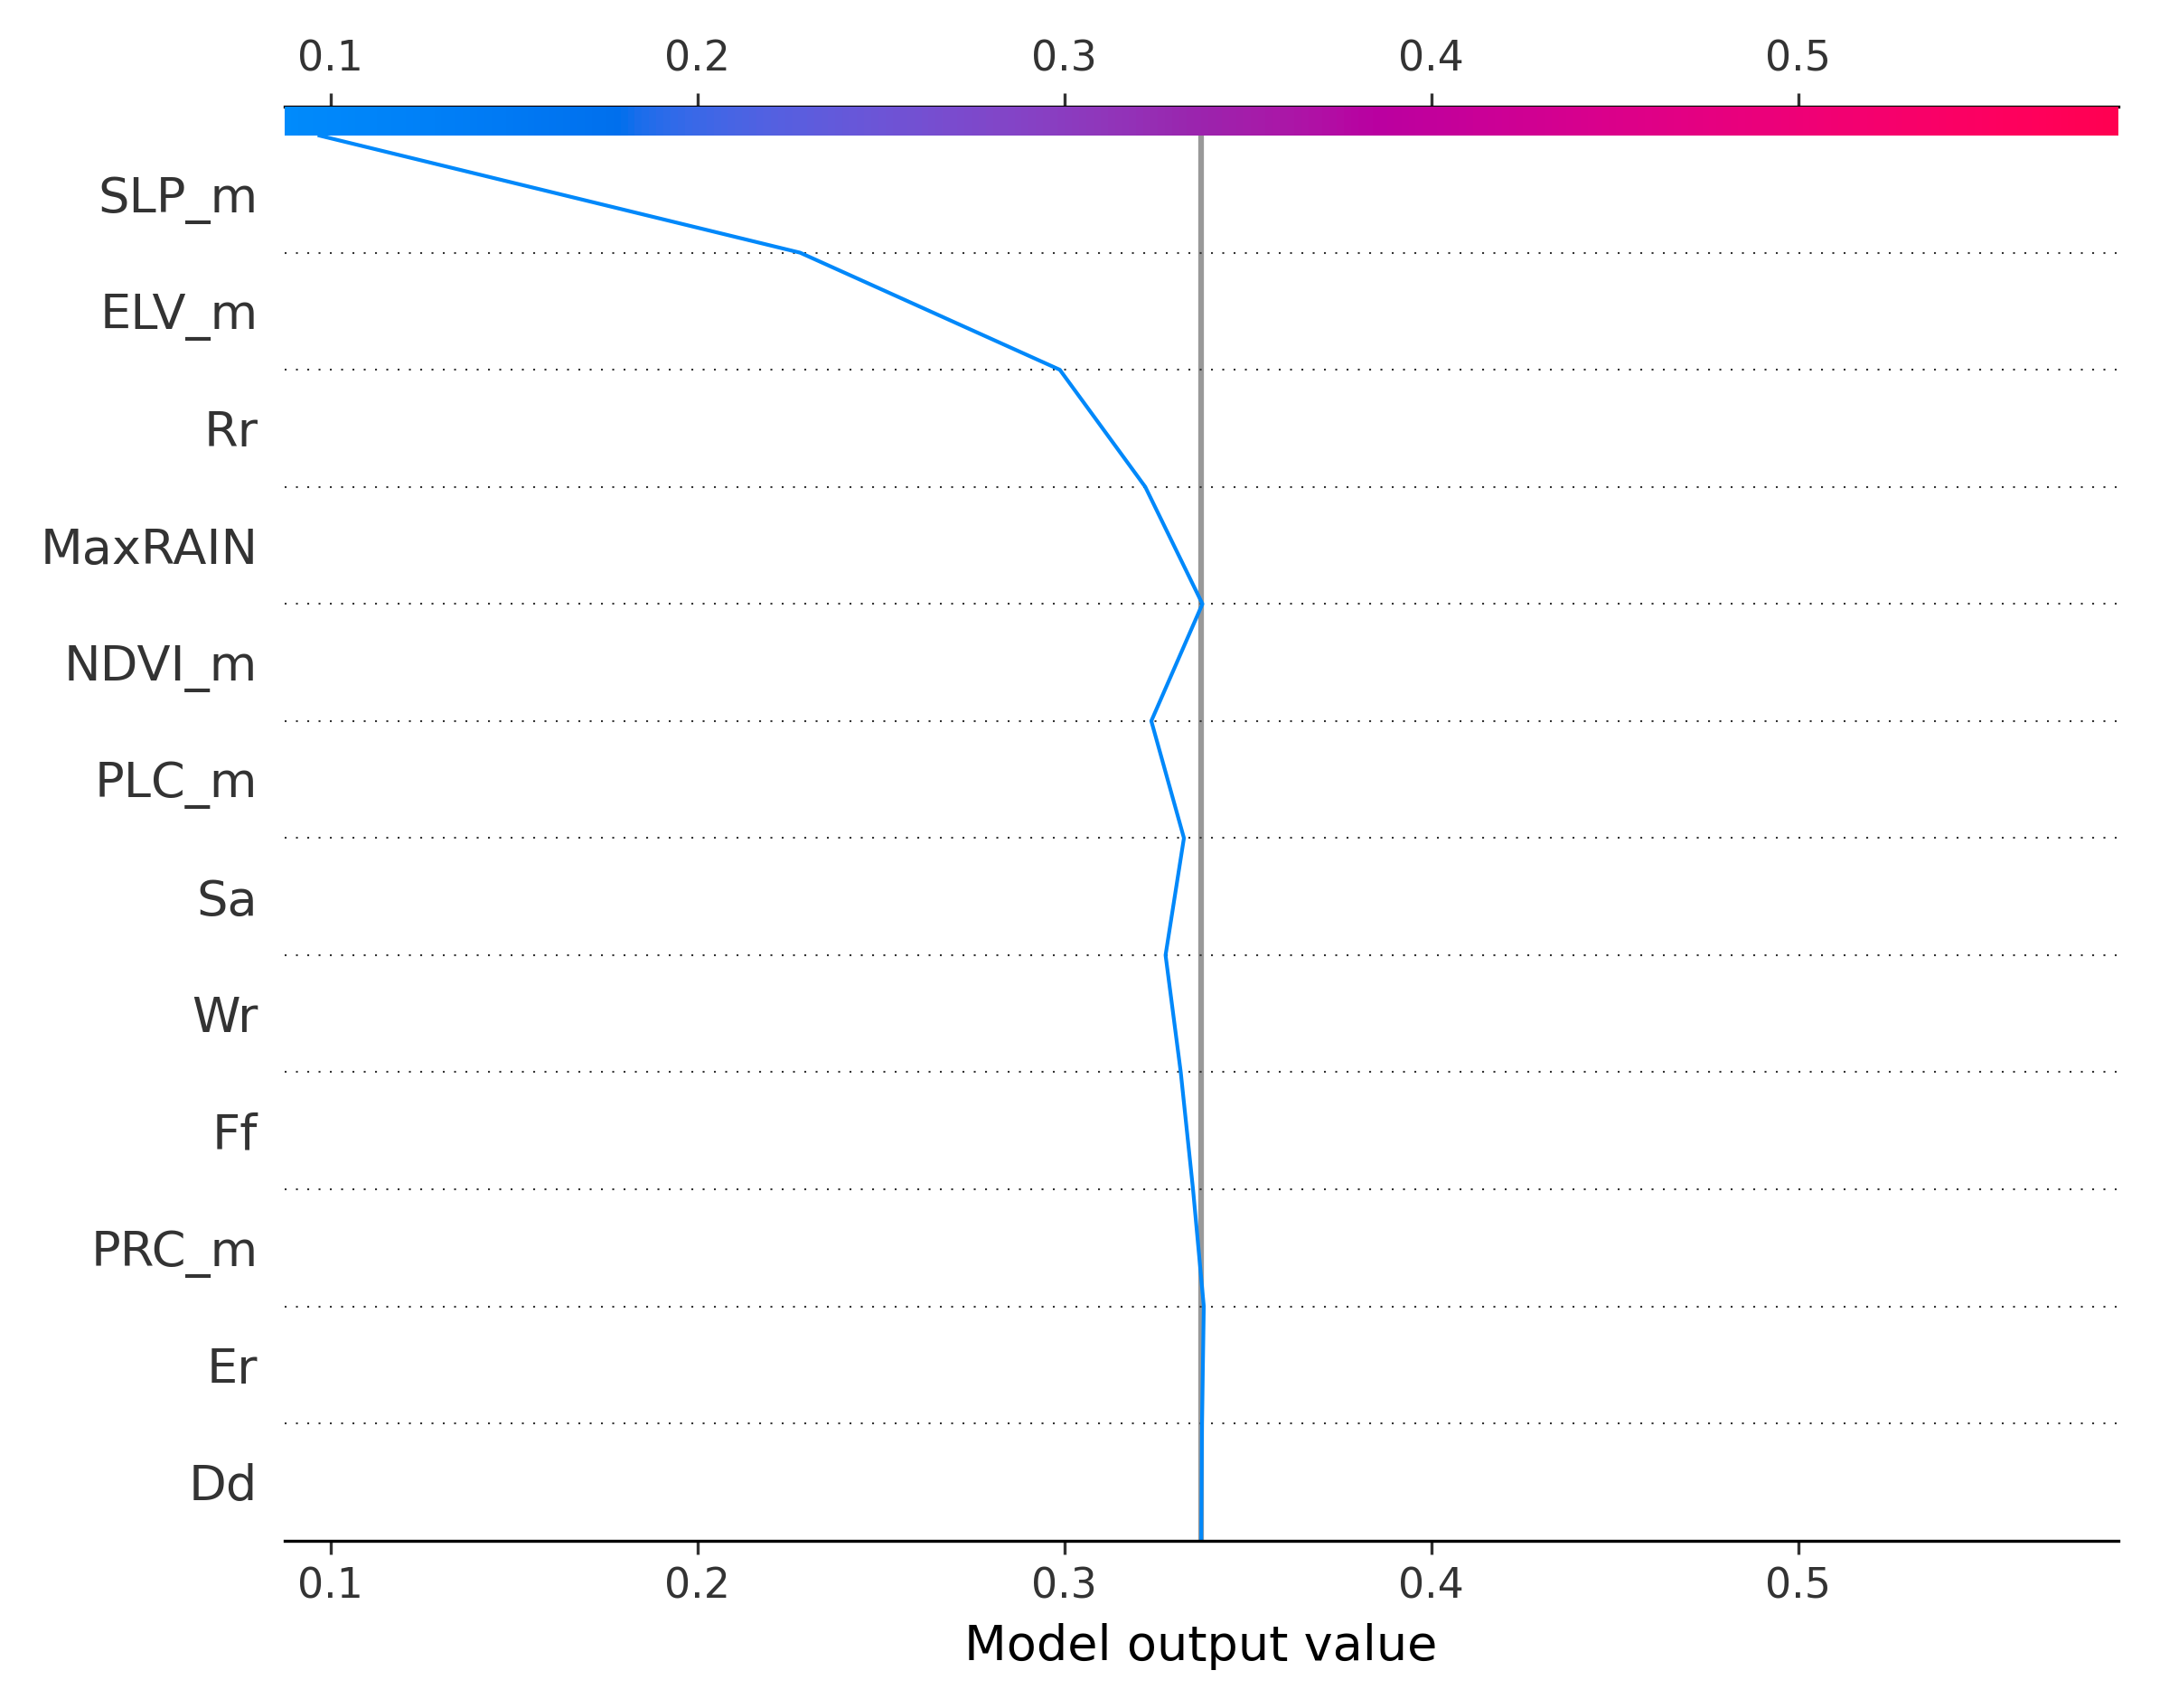 0.1 0.2 0.3 0.4 0.5
SLP_m
ELV_m
Rr
MaxRAIN
NDVI_m
PLC_m
Sa
Wr
Ff
PRC_m
Er
Dd
0.1 0.2 0.3 0.4 0.5
Model output value